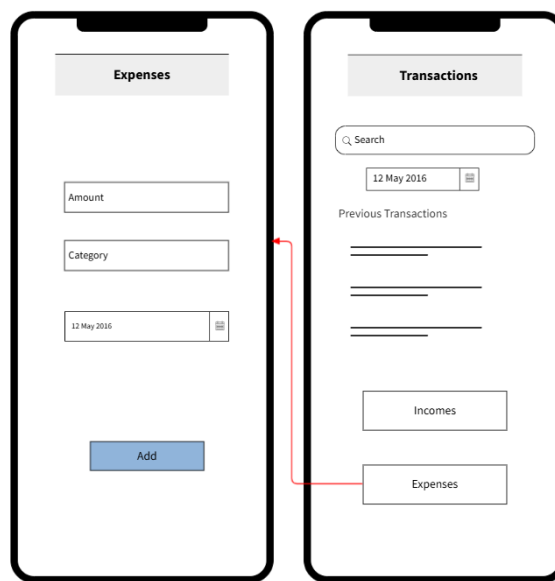 Expenses
Amount
Category
12 May 2016
Add
Transactions
Search
12 May 2016
Previous Transactions
Incomes
Expenses